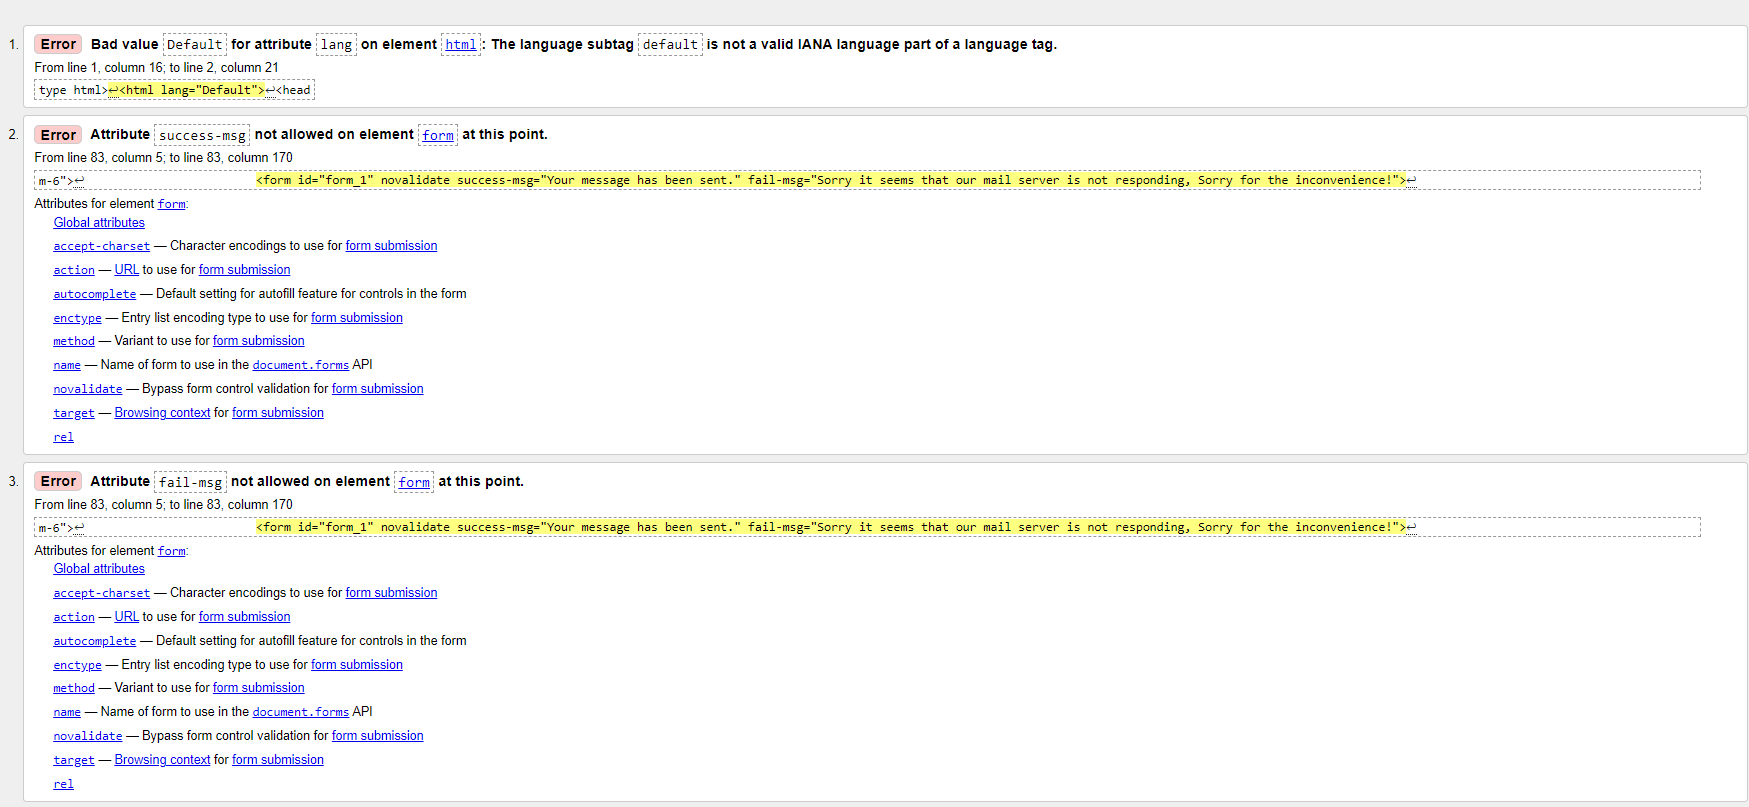 1. Error Bad value Default for attribute lang on element html: The language subtag default is not a valid IANA language part of a language tag.
From line 1, column 16; to line 2, column 21
type html>↩<html lang="Default">↩<head
2. Error Attribute success-msg not allowed on element form at this point.
From line 83, column 5; to line 83, column 170
m-6">↩ <form id="form_1" novalidate success-msg="Your message has been sent." fail-msg="Sorry it seems that our mail server is not responding, Sorry for the inconvenience!">↩
Attributes for element form:
Global attributes
accept-charset — Character encodings to use for form submission
action — URL to use for form submission
autocomplete — Default setting for autofill feature for controls in the form
enctype — Entry list encoding type to use for form submission
method — Variant to use for form submission
name — Name of form to use in the document.forms API
novalidate — Bypass form control validation for form submission
target — Browsing context for form submission
rel
3. Error Attribute fail-msg not allowed on element form at this point.
From line 83, column 5; to line 83, column 170
m-6">↩ <form id="form_1" novalidate success-msg="Your message has been sent." fail-msg="Sorry it seems that our mail server is not responding, Sorry for the inconvenience!">↩
Attributes for element form:
Global attributes
accept-charset — Character encodings to use for form submission
action — URL to use for form submission
autocomplete — Default setting for autofill feature for controls in the form
enctype — Entry list encoding type to use for form submission
method — Variant to use for form submission
name — Name of form to use in the document.forms API
novalidate — Bypass form control validation for form submission
target — Browsing context for form submission
rel